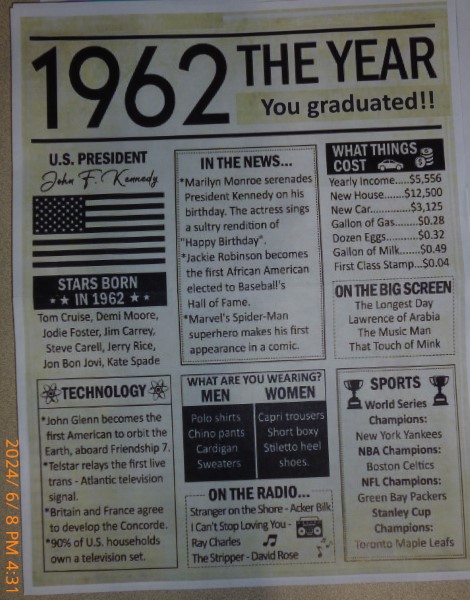 1962 THE YEAR
You graduated!!
U.S. PRESIDENT
John F. Kennedy
STARS BORN
IN 1962
Tom Cruise, Demi Moore,
Jodie Foster, Jim Carrey,
Steve Carell, Jerry Rice,
Jon Bon Jovi, Kate Spade
IN THE NEWS...
*Marilyn Monroe serenades
President Kennedy on his
birthday. The actress sings
a sultry rendition of
"Happy Birthday".
*Jackie Robinson becomes
the first African American
elected to Baseball's
Hall of Fame.
*Marvel's Spider-Man
superhero makes his first
appearance in a comic.
WHAT THINGS
COST
Yearly Income.....$5,556
New House.........$12,500
New Car............$3,125
Gallon of Gas.......$0.28
Dozen Eggs.........$0.32
Gallon of Milk.....$0.49
First Class Stamp...$0.04
ON THE BIG SCREEN
The Longest Day
Lawrence of Arabia
The Music Man
That Touch of Mink
TECHNOLOGY
*John Glenn becomes the
first American to orbit the
Earth, aboard Friendship 7.
*Telstar relays the first live
trans - Atlantic television
signal.
*Britain and France agree
to develop the Concorde.
*90% of U.S. households
own a television set.
WHAT ARE YOU WEARING?
MEN
Polo shirts
Chino pants
Cardigan
Sweaters
WOMEN
Capri trousers
Short boxy
Stiletto heel
shoes.
ON THE RADIO...
Stranger on the Shore - Acker Bilk
I Can't Stop Loving You -
Ray Charles
The Stripper - David Rose
SPORTS
World Series
Champions:
New York Yankees
NBA Champions:
Boston Celtics
NFL Champions:
Green Bay Packers
Stanley Cup
Champions:
Toronto Maple Leafs
2024/ 6/ 8 PM 4:31